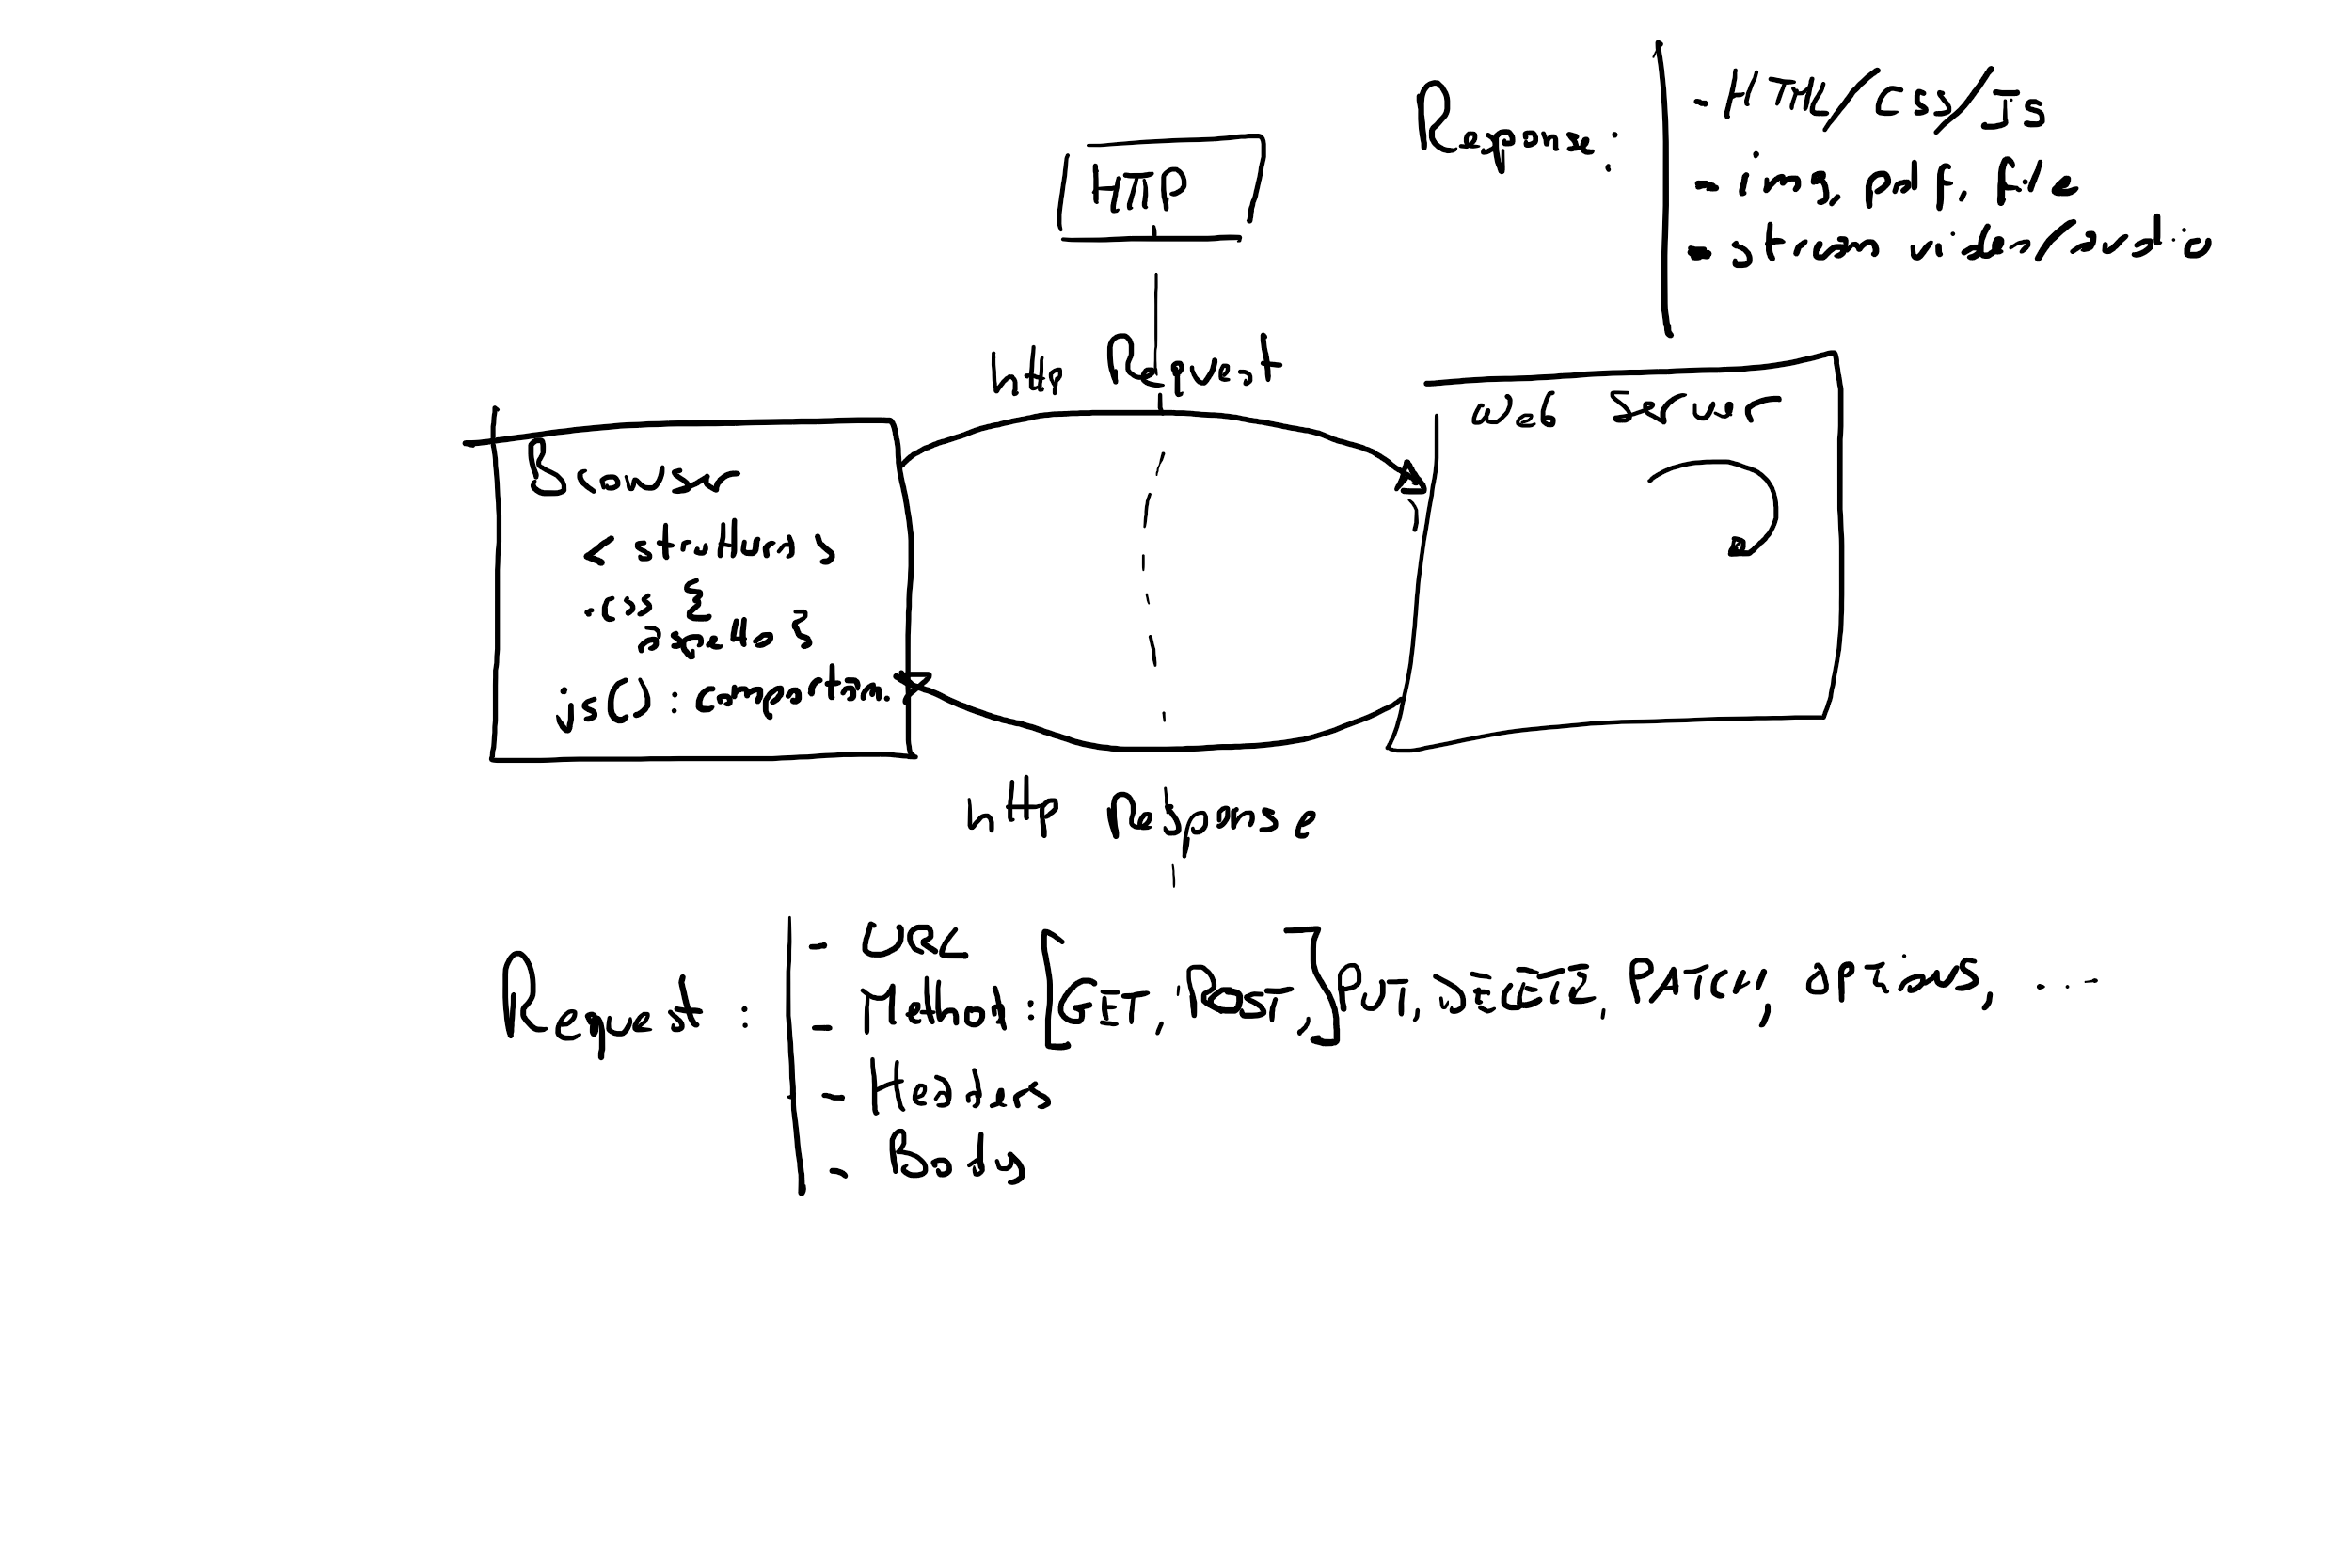 Response:
- HTML/CSS/JS
- img, pdf, file
- stream video/audio
HTTP
http Request
Web Server
Browser
< struttura >
.css {
aspetto }
js() : comportam.
http Response
Request :
- URL
- Method : [GET, POST,] PUT, DELETE, PATCH, OPTIONS, ...
- Headers
- Body